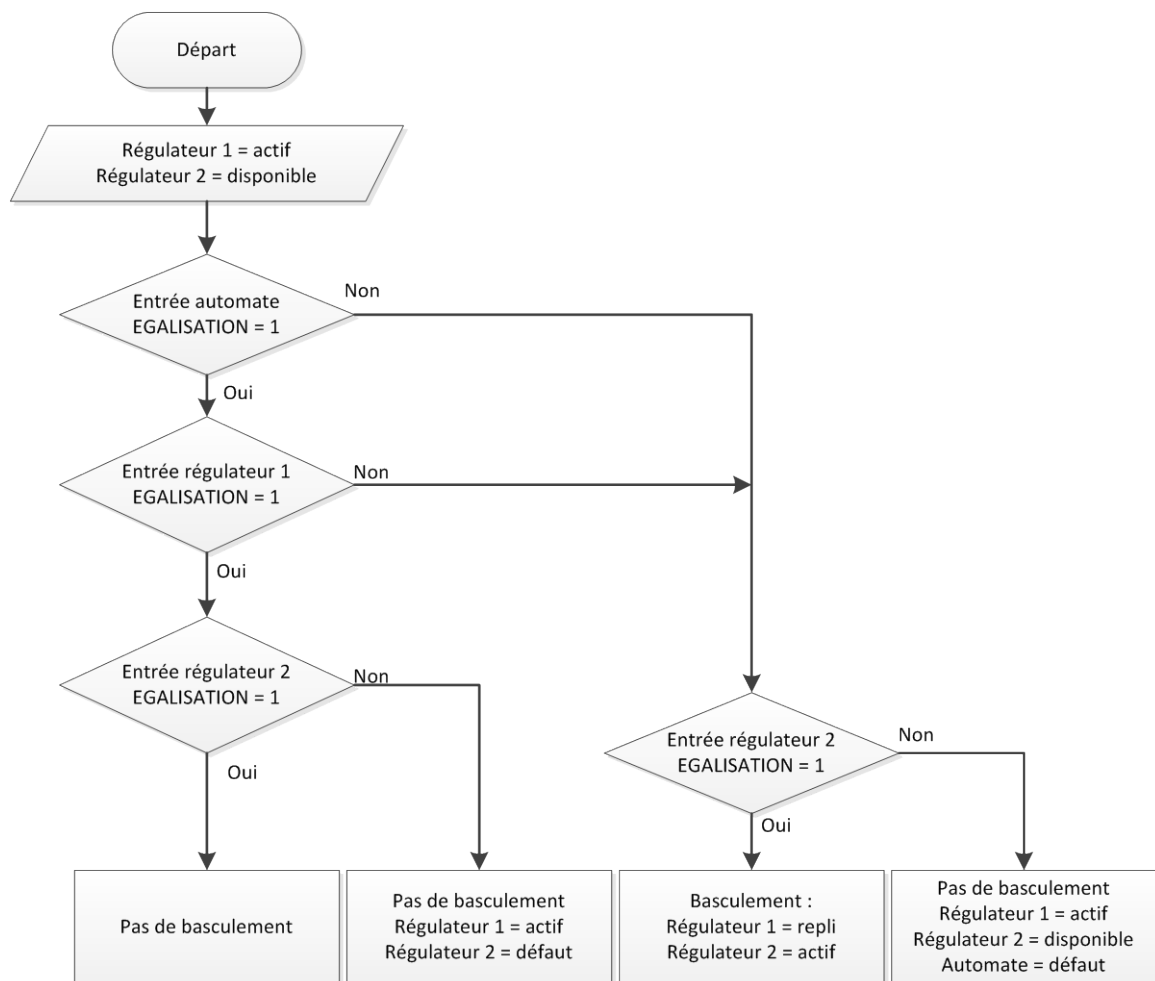 Départ
Régulateur 1 = actif
Régulateur 2 = disponible
Entrée automate
EGALISATION = 1
Non
Oui
Entrée régulateur 1
EGALISATION = 1
Non
Oui
Entrée régulateur 2
EGALISATION = 1
Non
Oui
Entrée régulateur 2
EGALISATION = 1
Non
Oui
Pas de basculement
Pas de basculement
Régulateur 1 = actif
Régulateur 2 = défaut
Basculement :
Régulateur 1 = repli
Régulateur 2 = actif
Pas de basculement
Régulateur 1 = actif
Régulateur 2 = disponible
Automate = défaut